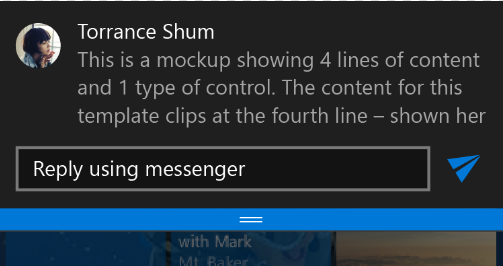 Torrance Shum
This is a mockup showing 4 lines of content
and 1 type of control. The content for this
template clips at the fourth line – shown her
Reply using messenger
with Mark
Mt. Baker